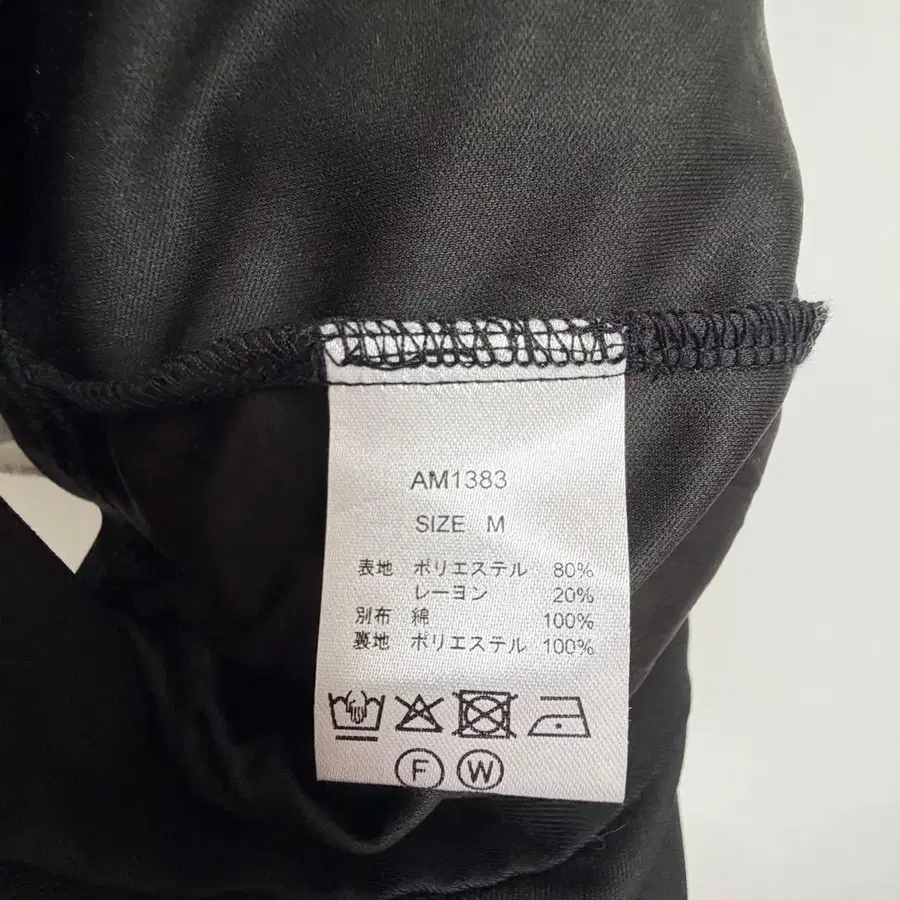 AM1383
SIZE M
表地 ポリエステル 80%
レーヨン 20%
別布 綿 100%
裏地 ポリエステル 100%
F W